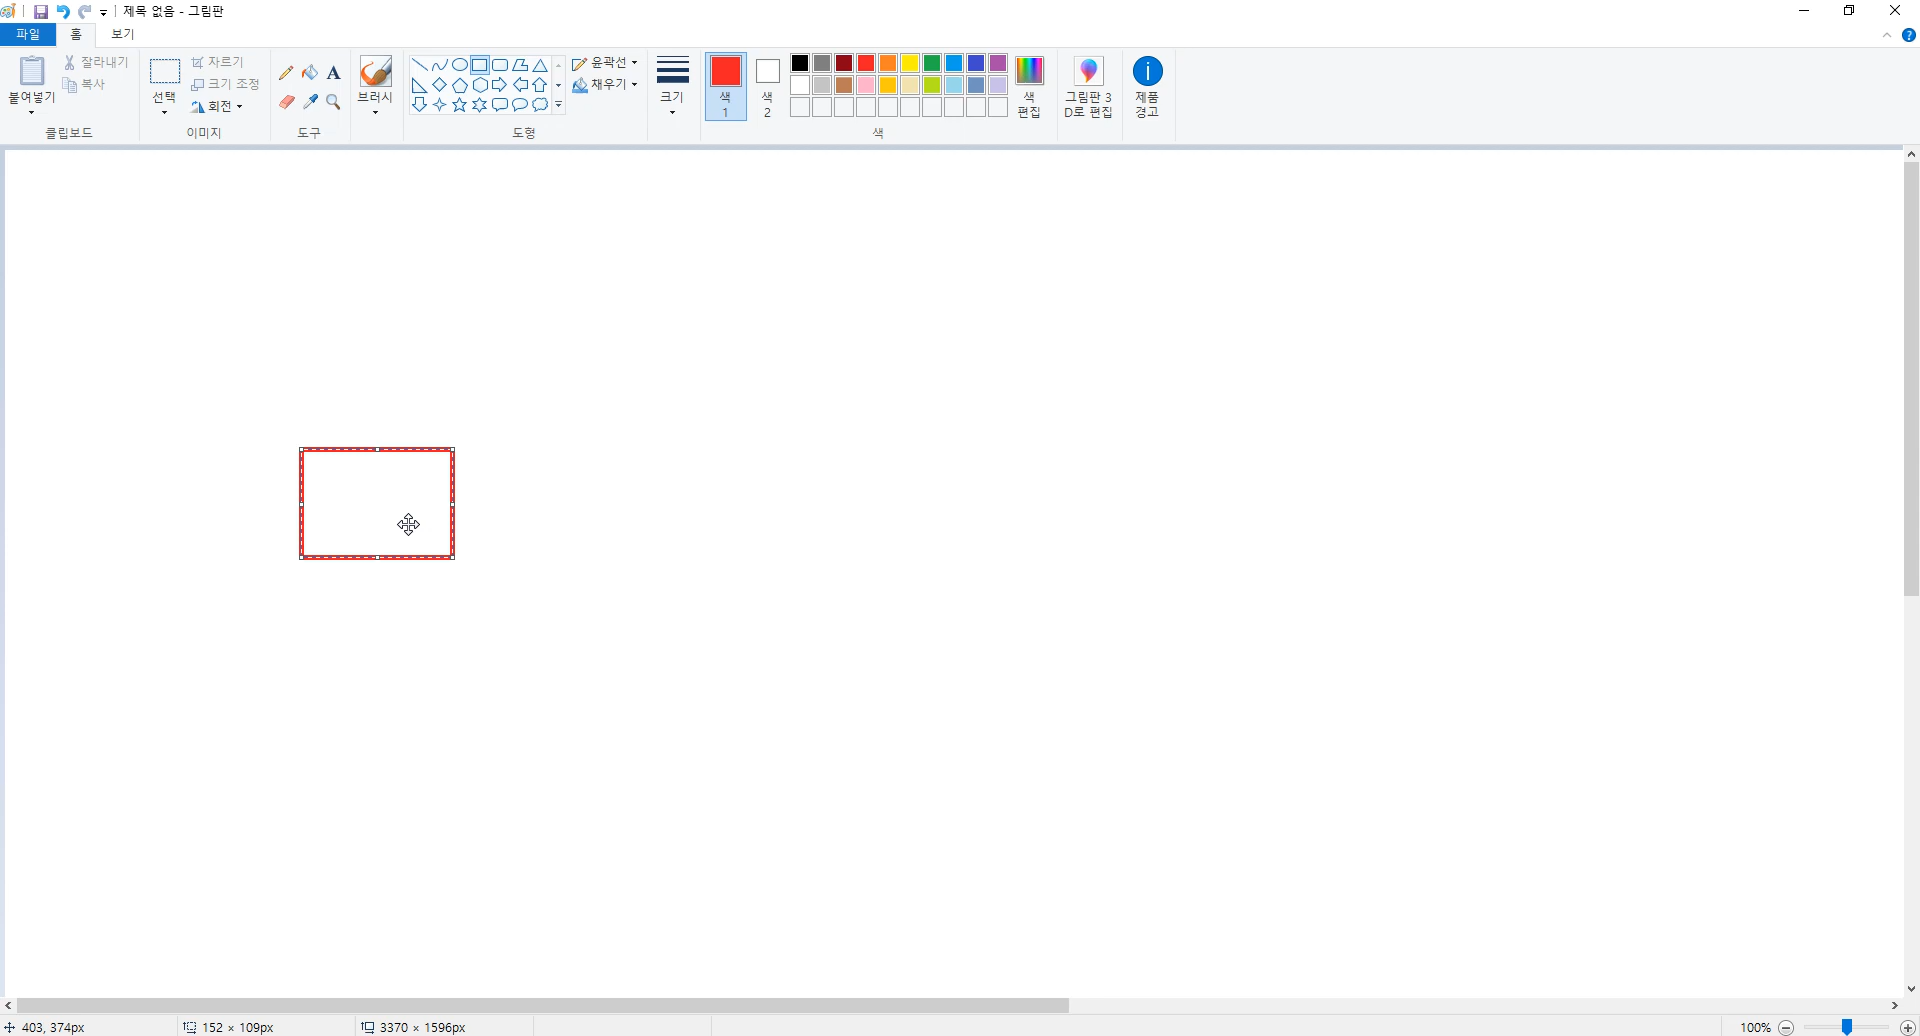 제목 없음 - 그림판
파일 홈 보기
붙여넣기
잘라내기
복사
클립보드
선택
자르기
크기 조정
회전
이미지
A
도구
브러시
윤곽선
채우기
도형
크기
색
1
색
2
색
편집
색
그림판 3
D로 편집
제품
경고
403, 374px
152 × 109px
3370 × 1596px
100%